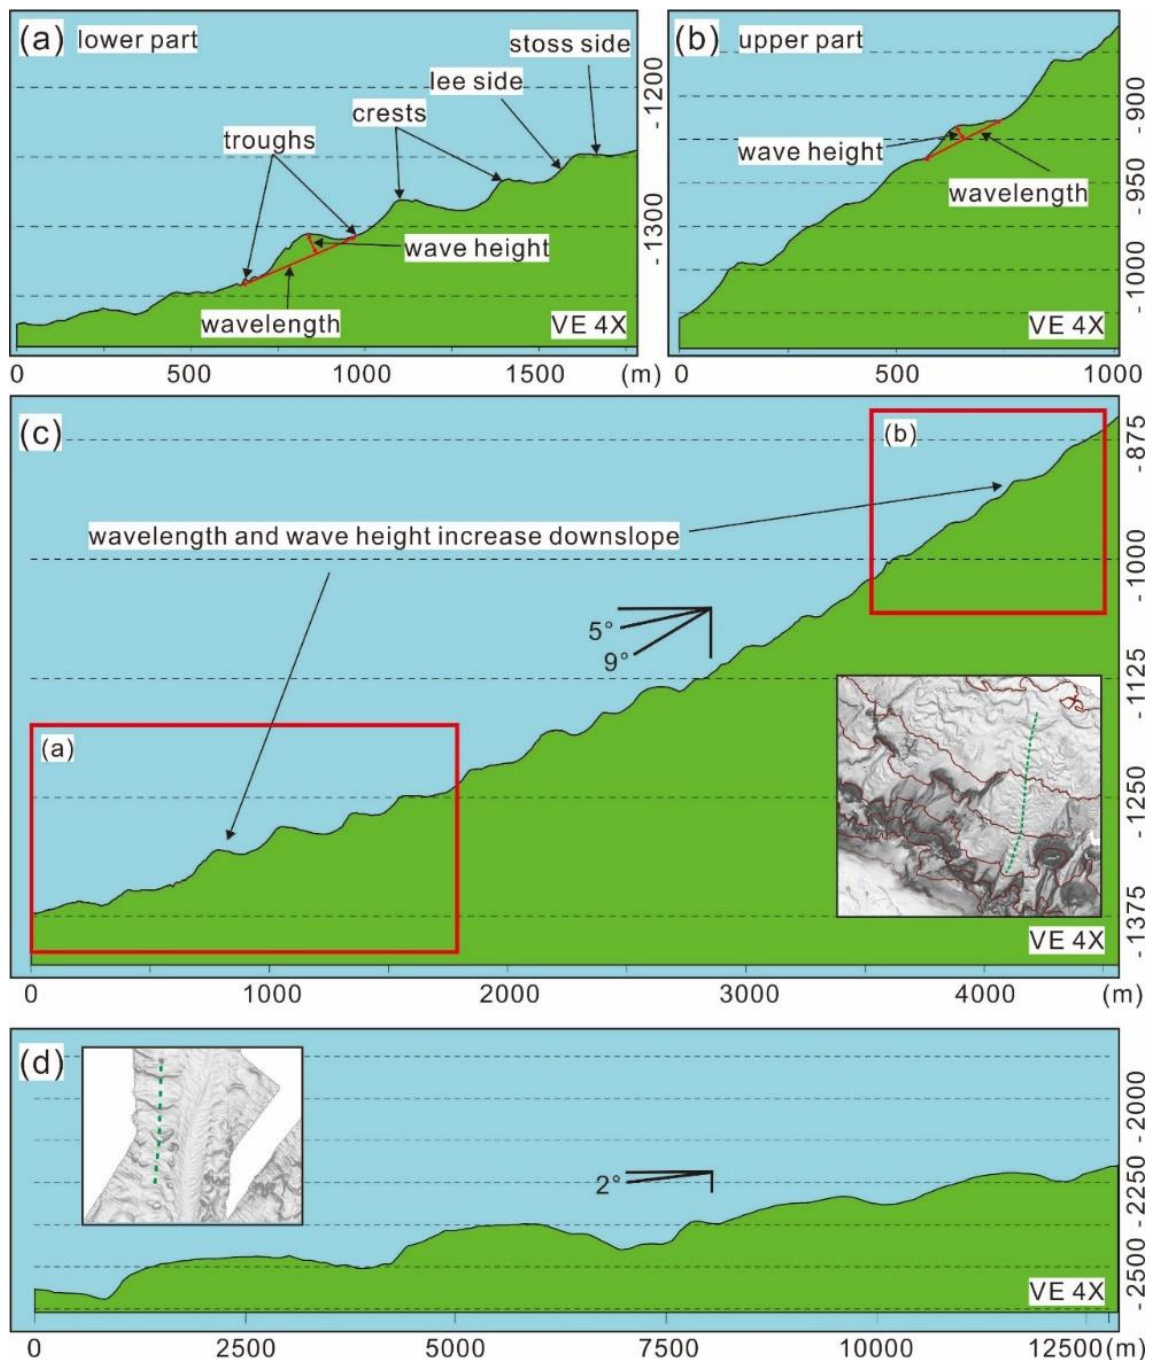 (a) lower part
stoss side
lee side
crests
troughs
wave height
wavelength
VE 4X
- 1200
- 1300
0 500 1000 1500 (m)
(b) upper part
wave height
wavelength
VE 4X
- 900
- 950
- 1000
0 500 1000
(c)
(b)
wavelength and wave height increase downslope
5°
9°
(a)
VE 4X
- 875
- 1000
- 1125
- 1250
- 1375
0 1000 2000 3000 4000 (m)
(d)
2°
VE 4X
- 2000
- 2250
- 22500
0 2500 5000 7500 10000 12500 (m)